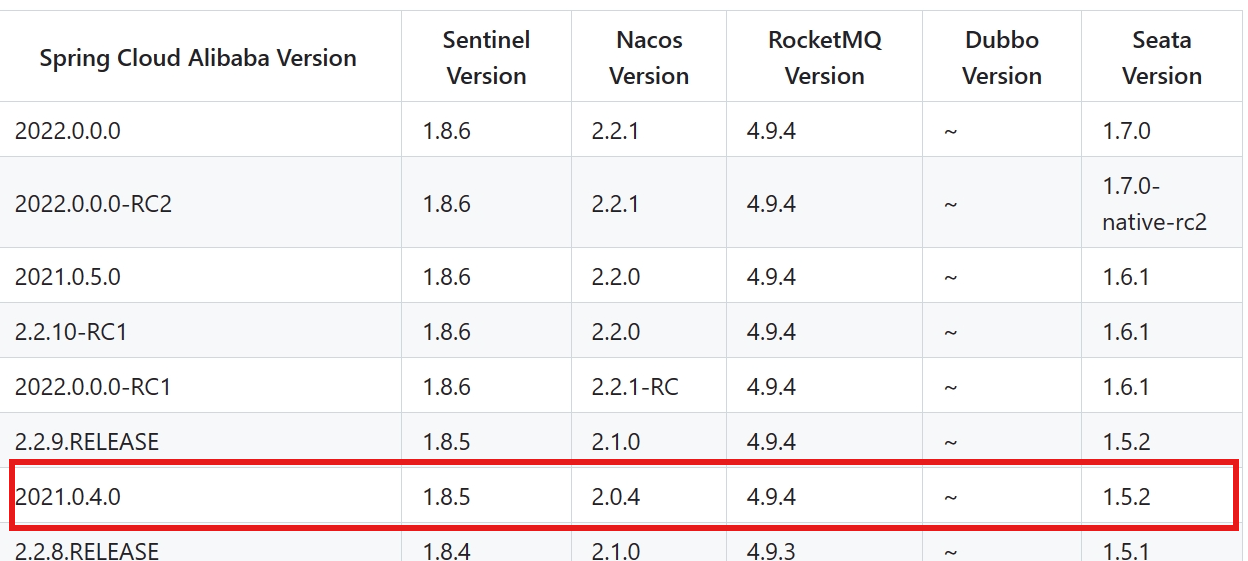 Spring Cloud Alibaba Version Sentinel Version Nacos Version RocketMQ Version Dubbo Version Seata Version
2022.0.0.0 1.8.6 2.2.1 4.9.4 ~ 1.7.0
2022.0.0.0-RC2 1.8.6 2.2.1 4.9.4 ~ 1.7.0-native-rc2
2021.0.5.0 1.8.6 2.2.0 4.9.4 ~ 1.6.1
2.2.10-RC1 1.8.6 2.2.0 4.9.4 ~ 1.6.1
2022.0.0.0-RC1 1.8.6 2.2.1-RC 4.9.4 ~ 1.6.1
2.2.9.RELEASE 1.8.5 2.1.0 4.9.4 ~ 1.5.2
2021.0.4.0 1.8.5 2.0.4 4.9.4 ~ 1.5.2
2.2.8.RELEASE 1.8.4 2.1.0 4.9.3 ~ 1.5.1